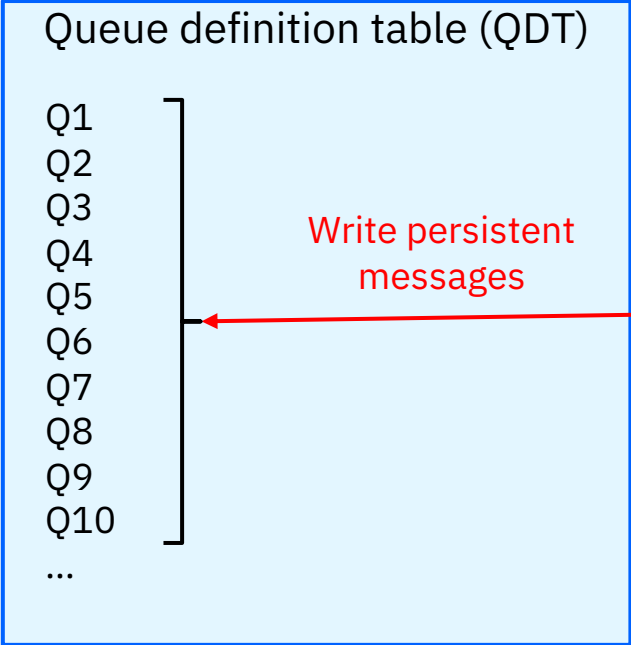 Queue definition table (QDT)
Q1
Q2
Q3
Q4
Q5
Q6
Q7
Q8
Q9
Q10
...
Write persistent
messages